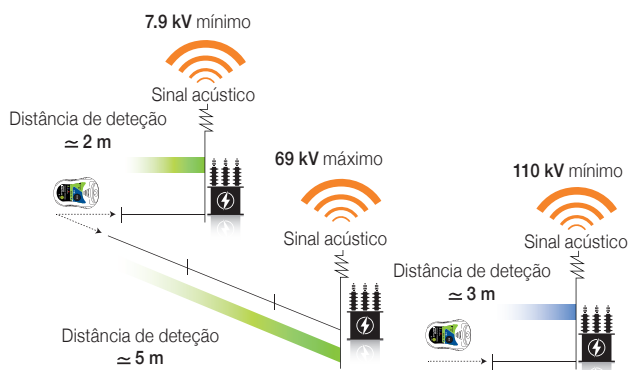 7.9 kV mínimo
Sinal acústico
Distância de deteção
≃ 2 m
69 kV máximo
Sinal acústico
Distância de deteção
≃ 5 m
110 kV mínimo
Sinal acústico
Distância de deteção
≃ 3 m